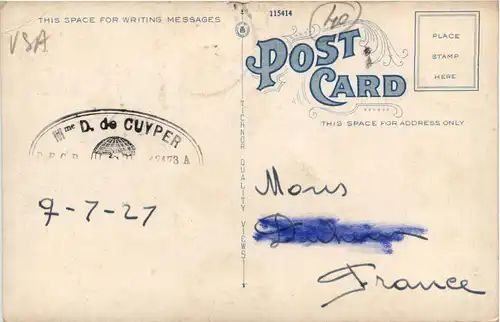 THIS SPACE FOR WRITING MESSAGES
115414
40
USA
POST CARD
PLACE
STAMP
HERE
THIS SPACE FOR ADDRESS ONLY
Mme D. de CUYPER
9-7-27
TECHNOR QUALITY VIEWS
Mons
France